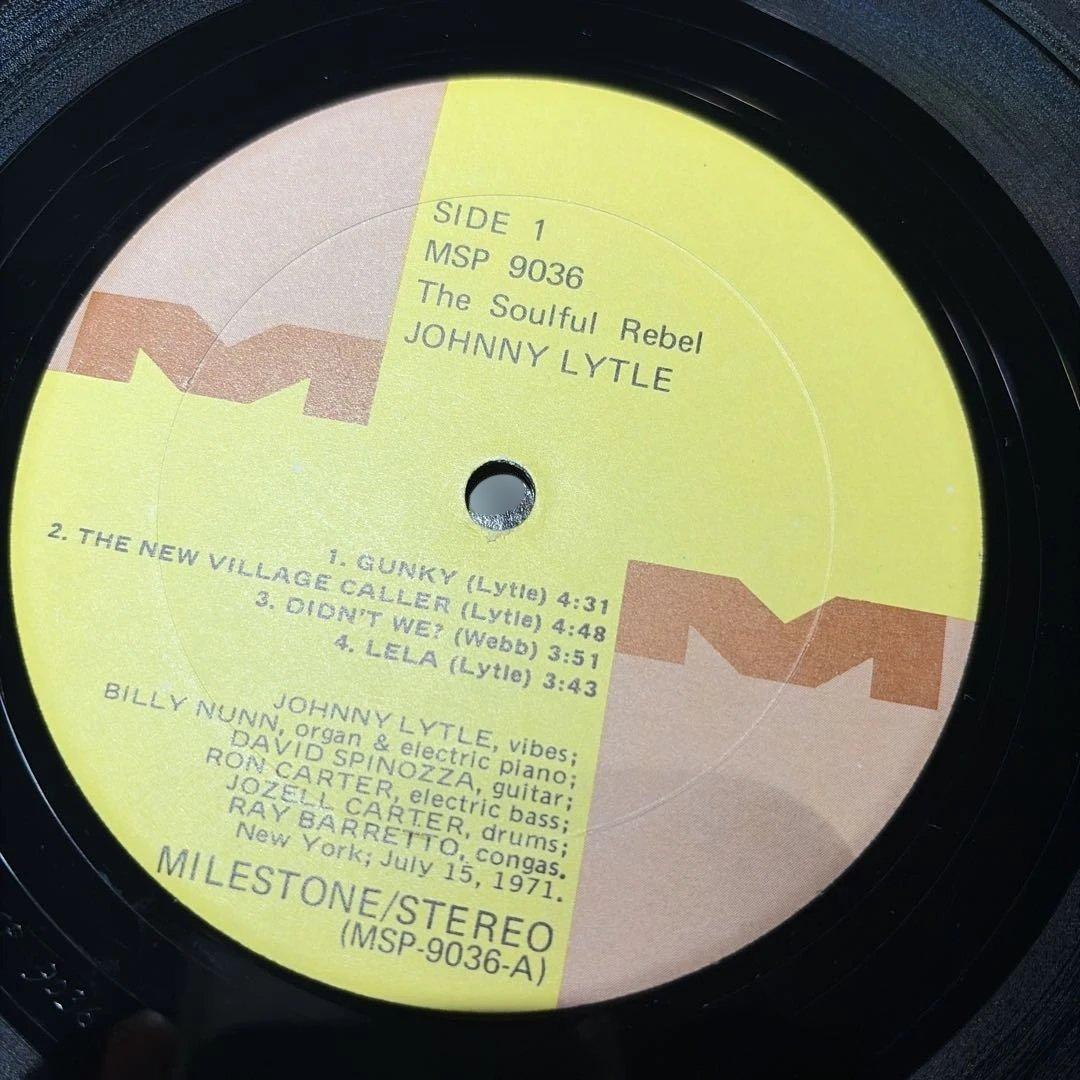 SIDE 1
MSP 9036
The Soulful Rebel
JOHNNY LYTLE
1. GUNKY (Lytle) 4:31
2. THE NEW VILLAGE CALLER (Lytle) 4:48
3. DIDN'T WE? (Webb) 3:51
4. LELA (Lytle) 3:43
JOHNNY LYTLE, vibes;
BILLY NUNN, organ & electric piano;
DAVID SPINOZZA, guitar;
RON CARTER, electric bass;
JOZELL CARTER, drums;
RAY BARRETTO, congas.
New York; July 15, 1971.
MILESTONE/STEREO
(MSP-9036-A)
9036